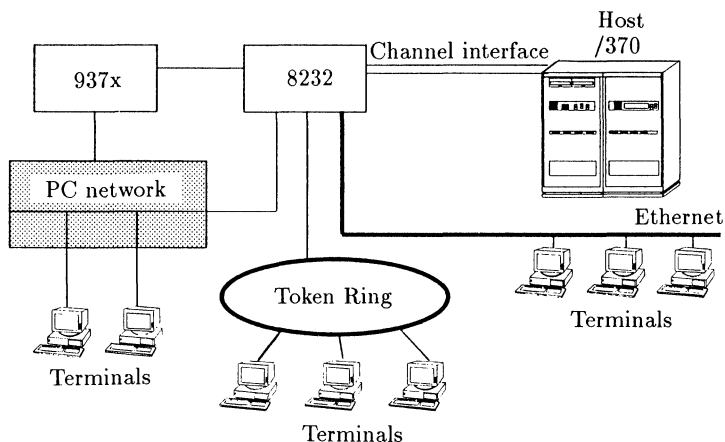 Host
/370
Channel interface
937x
8232
PC network
Ethernet
Token Ring
Terminals
Terminals
Terminals